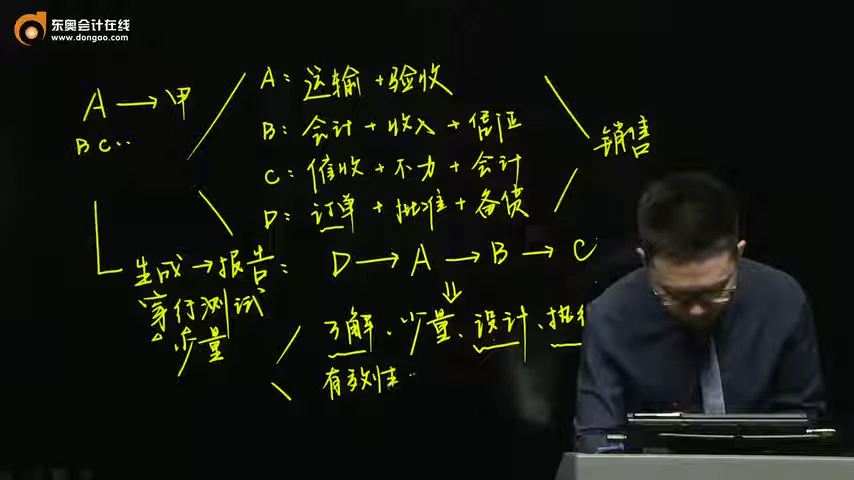 东奥会计在线
www.dongao.com
A → 甲
B C ··
A: 运输 + 验收
B: 会计 + 收入 + 凭证
C: 催收 + 不力 + 会计
D: 订单 + 批准 + 备货
销售
生成 → 报告: D → A → B → C
穿行测试
少量
了解、少量、设计、执行
有效性··